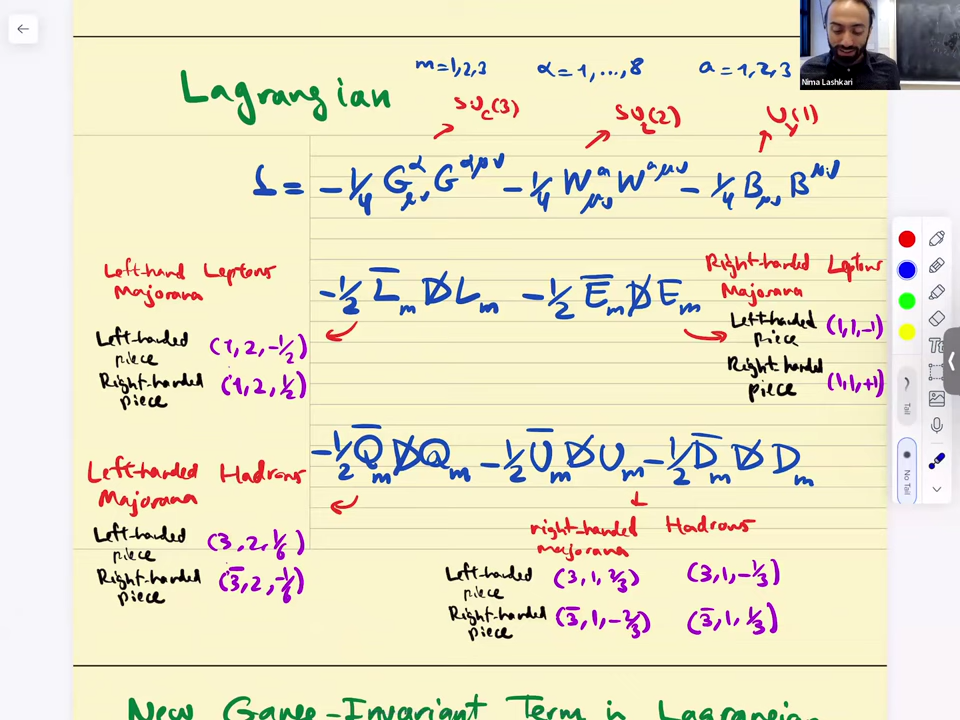 Nima Lashkari
m=1,2,3 α=1,...,8 a=1,2,3
Lagrangian
SU_C(3) SU_L(2) U_Y(1)
ℒ = -1/4 G^α_μν G^αμν - 1/4 W^a_μν W^aμν - 1/4 B_μν B^μν
Left-hand Leptons
Majorana
-1/2 L̄_m D̸ L_m - 1/2 Ē_m D̸ E_m
Right-handed Leptons
Majorana
Left-handed piece (1, 2, -1/2)
Right-handed piece (1, 2, 1/2)
Left-handed piece (1, 1, -1)
Right-handed piece (1, 1, +1)
-1/2 Q̄_m D̸ Q_m - 1/2 Ū_m D̸ U_m - 1/2 D̄_m D̸ D_m
Left-handed Hadrons
Majorana
Left-handed piece (3, 2, 1/6)
Right-handed piece (3̄, 2, -1/6)
right-handed Hadrons
majorana
Left-handed piece (3, 1, 2/3) (3, 1, -1/3)
Right-handed piece (3̄, 1, -2/3) (3̄, 1, 1/3)
New Gauge-Invariant Term in Lagrangian
Tt
Tail
No Tail